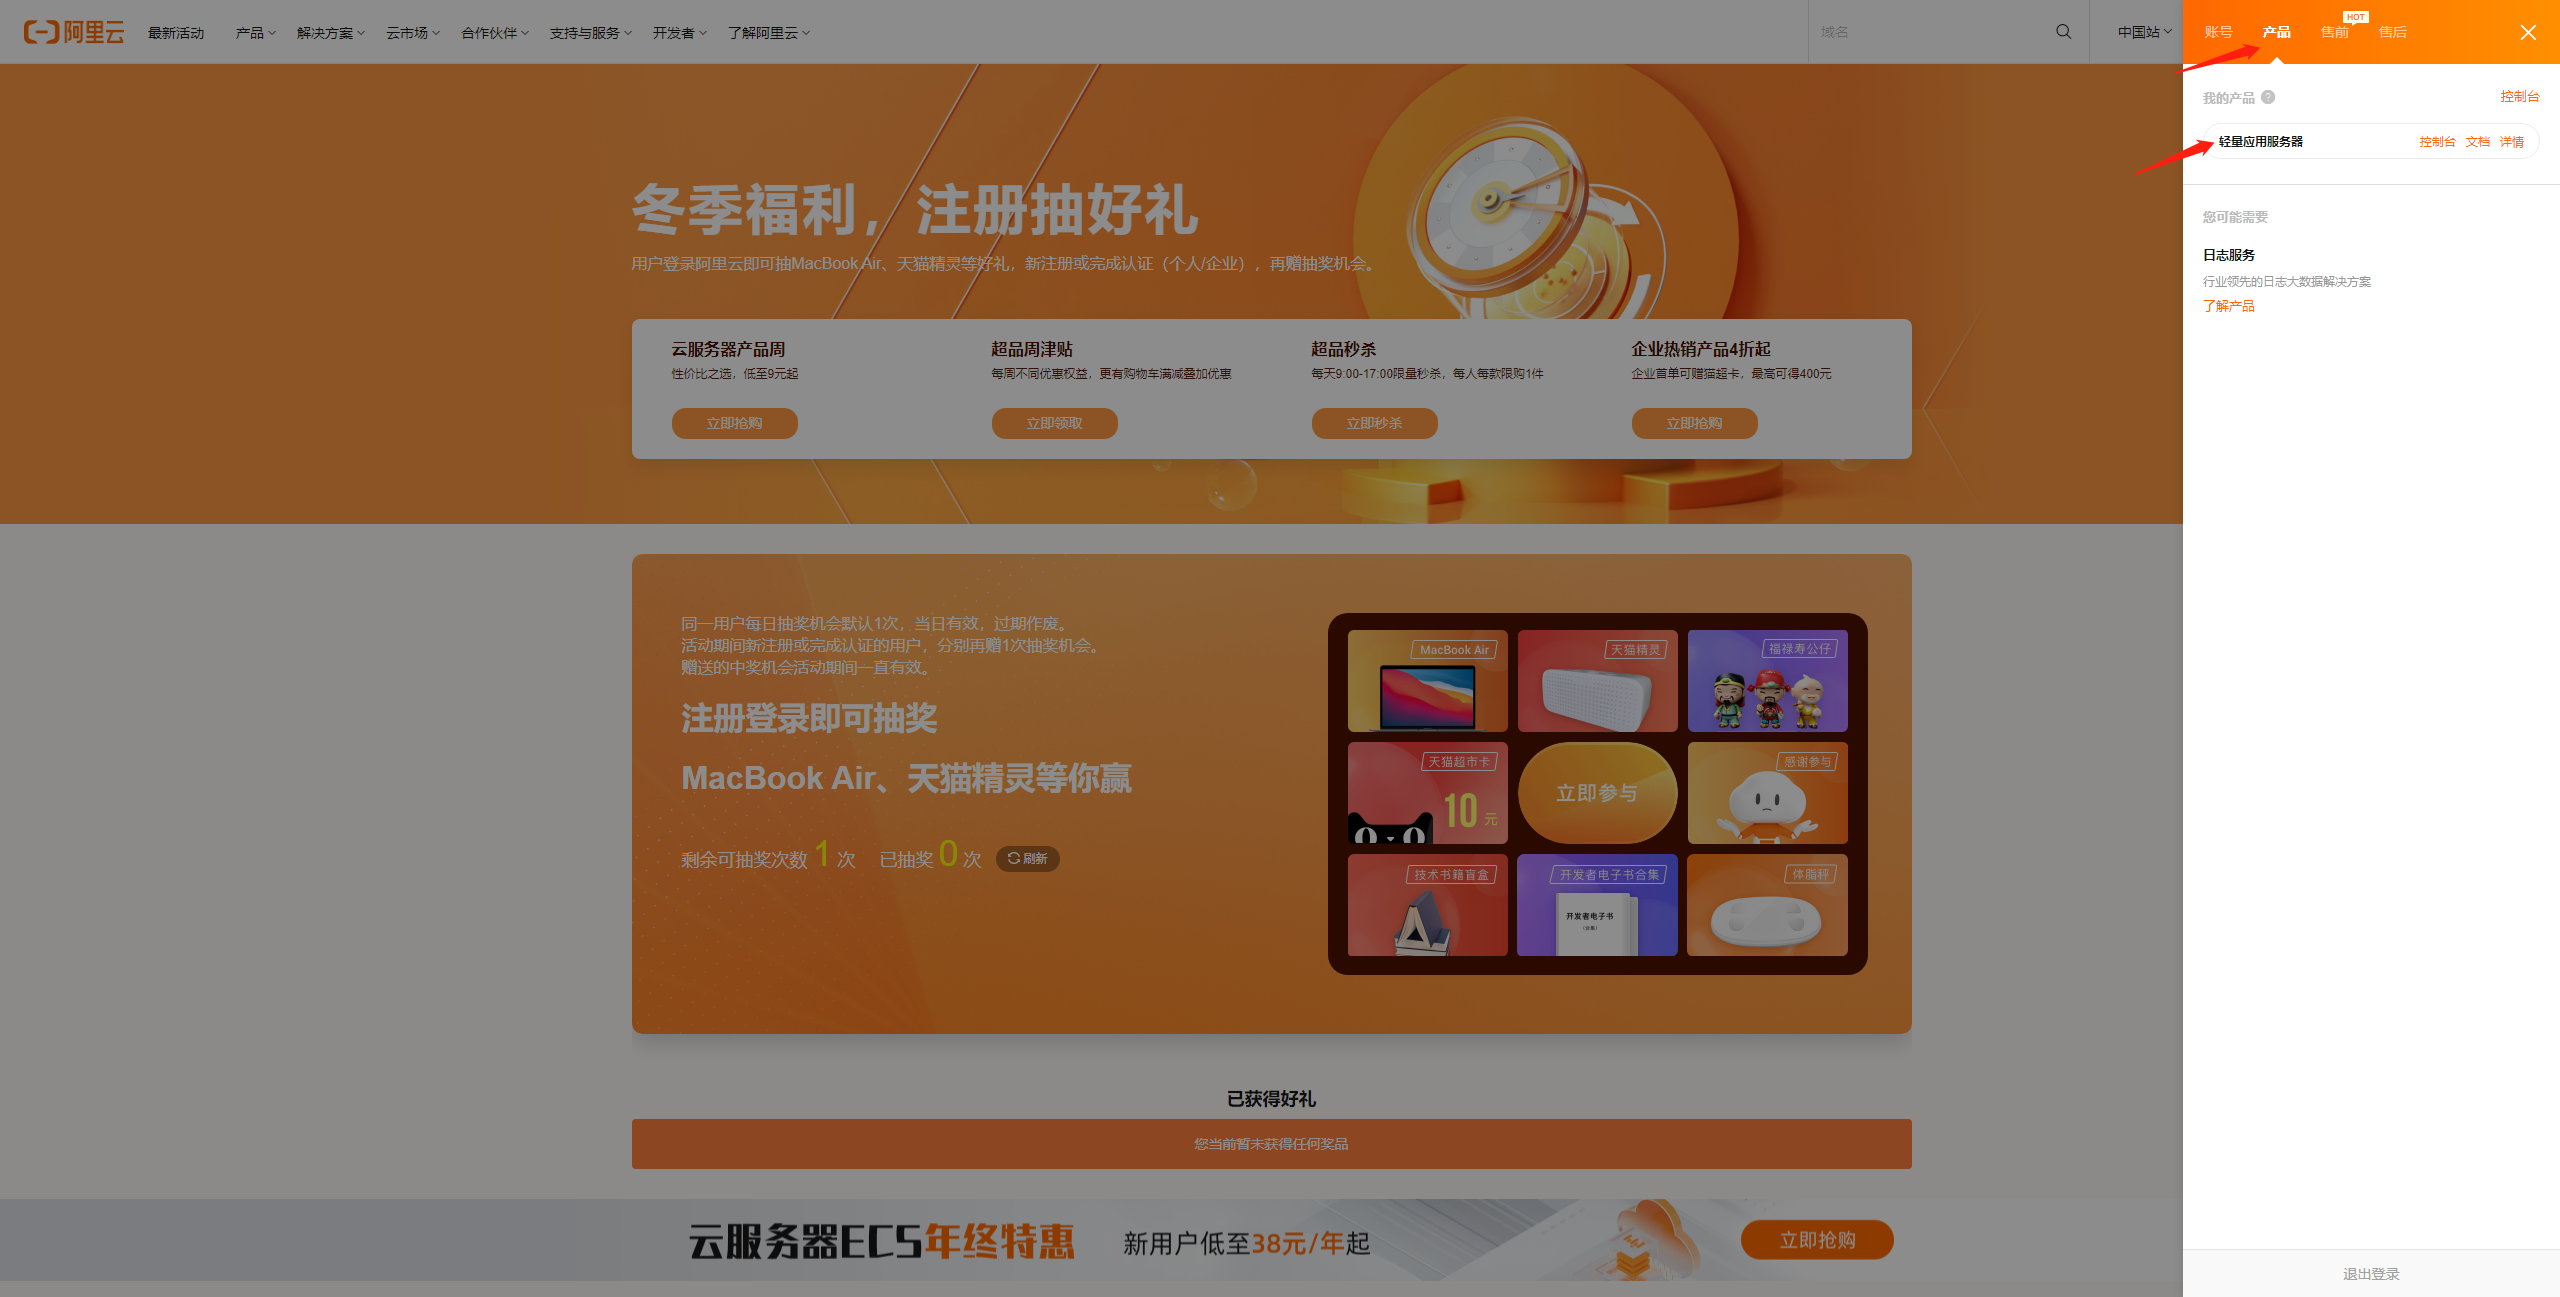 阿里云
最新活动 产品 解决方案 云市场 合作伙伴 支持与服务 开发者 了解阿里云
域名
中国站
账号 产品 售前 HOT 售后
我的产品 ?
控制台
轻量应用服务器
控制台 文档 详情
您可能需要
日志服务
行业领先的日志大数据解决方案
了解产品
退出登录
冬季福利，注册抽好礼
用户登录阿里云即可抽MacBook Air、天猫精灵等好礼，新注册或完成认证（个人/企业），再赠抽奖机会。
云服务器产品周
性价比之选，低至9元起
立即抢购
超品周津贴
每周不同优惠权益，更有购物车满减叠加优惠
立即领取
超品秒杀
每天9:00-17:00限量秒杀，每人每款限购1件
立即秒杀
企业热销产品4折起
企业首单可赠猫超卡，最高可得400元
立即抢购
同一用户每日抽奖机会默认1次，当日有效，过期作废。
活动期间新注册或完成认证的用户，分别再赠1次抽奖机会。
赠送的中奖机会活动期间一直有效。
注册登录即可抽奖
MacBook Air、天猫精灵等你赢
剩余可抽奖次数 1 次 已抽奖 0 次 刷新
MacBook Air
天猫精灵
福禄寿公仔
天猫超市卡
10 元
立即参与
感谢参与
技术书籍盲盒
开发者电子书合集
开发者电子书
（合集）
体脂秤
已获得好礼
您当前暂未获得任何奖品
云服务器ECS年终特惠 新用户低至38元/年起 立即抢购